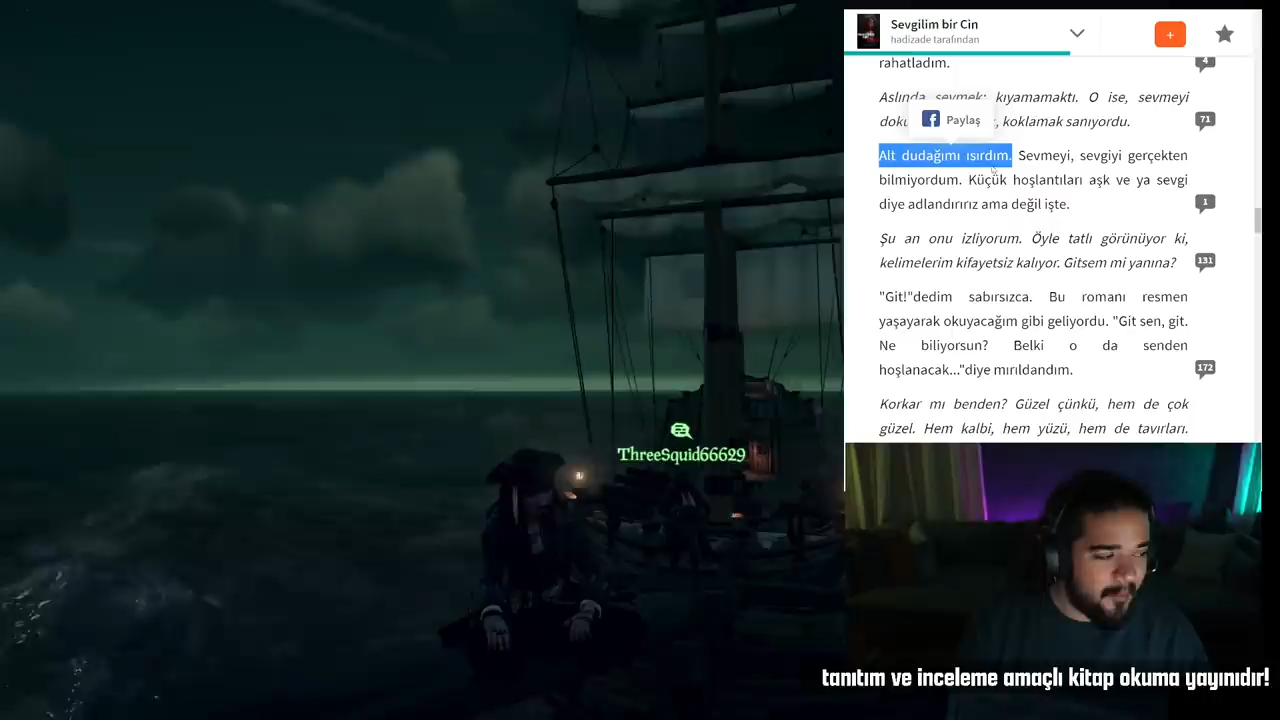 Sevgilim bir Cin
hadizade tarafından
+
rahatladım.
4
Aslında sevmek; kıyamamaktı. O ise, sevmeyi
koklamak sanıyordu.
71
Paylaş
Alt dudağımı ısırdım. Sevmeyi, sevgiyi gerçekten
bilmiyordum. Küçük hoşlantıları aşk ve ya sevgi
diye adlandırırız ama değil işte.
1
Şu an onu izliyorum. Öyle tatlı görünüyor ki,
kelimelerim kifayetsiz kalıyor. Gitsem mi yanına?
131
"Git!"dedim sabırsızca. Bu romanı resmen
yaşayarak okuyacağım gibi geliyordu. "Git sen, git.
Ne biliyorsun? Belki o da senden
hoşlanacak..."diye mırıldandım.
172
Korkar mı benden? Güzel çünkü, hem de çok
güzel. Hem kalbi, hem yüzü, hem de tavırları.
ThreeSquid66629
tanıtım ve inceleme amaçlı kitap okuma yayınıdır!